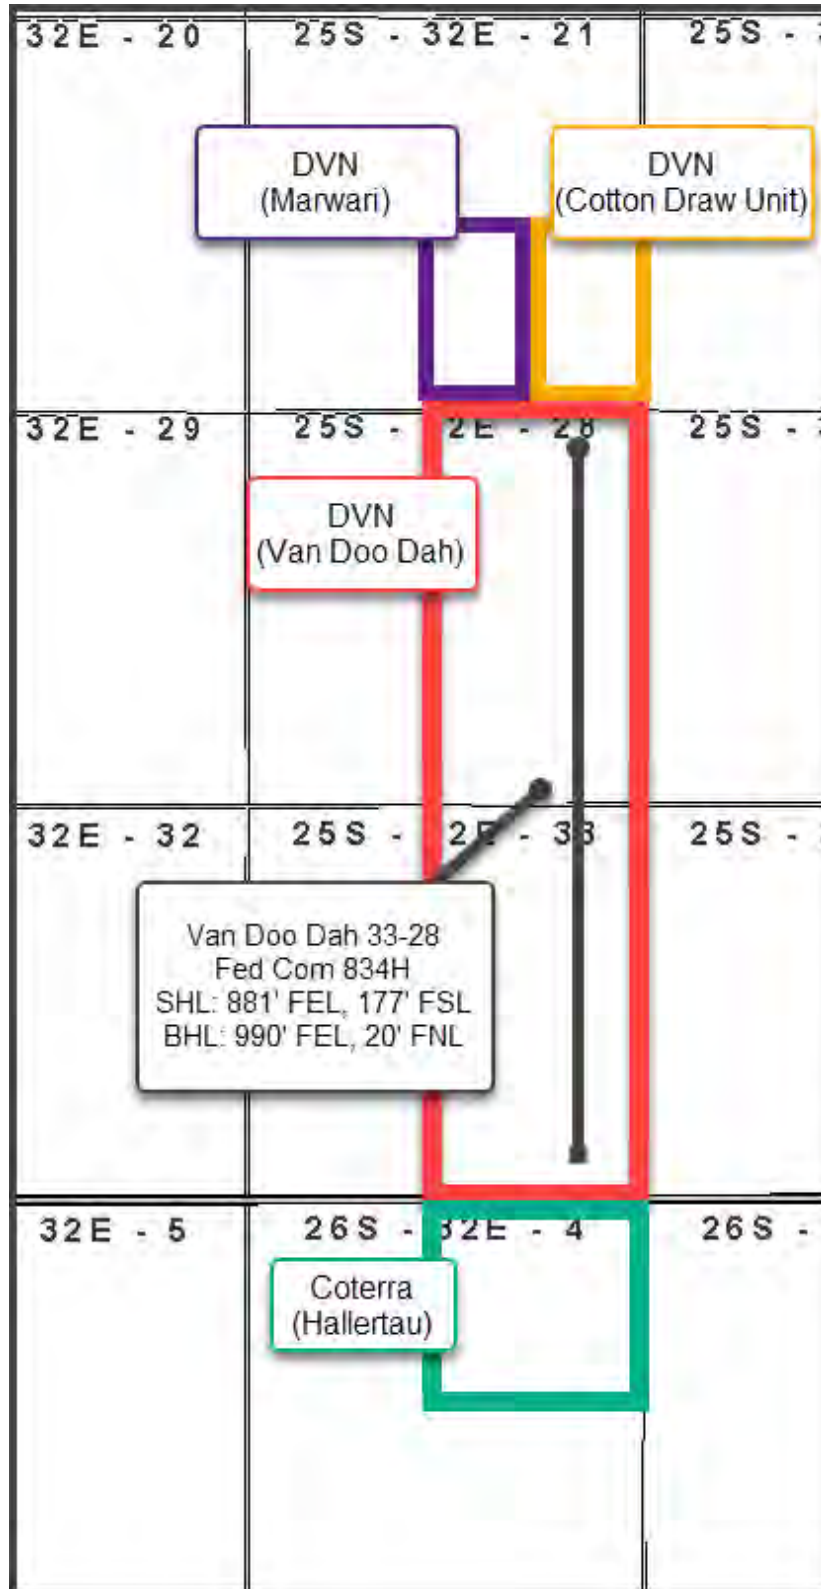 32E - 20
25S - 32E - 21
25S -
DVN
(Marwari)
DVN
(Cotton Draw Unit)
32E - 29
25S - 2E - 28
25S -
DVN
(Van Doo Dah)
32E - 32
25S - 2E - 33
25S -
Van Doo Dah 33-28
Fed Com 834H
SHL: 881' FEL, 177' FSL
BHL: 990' FEL, 20' FNL
32E - 5
26S - 32E - 4
26S -
Coterra
(Hallertau)